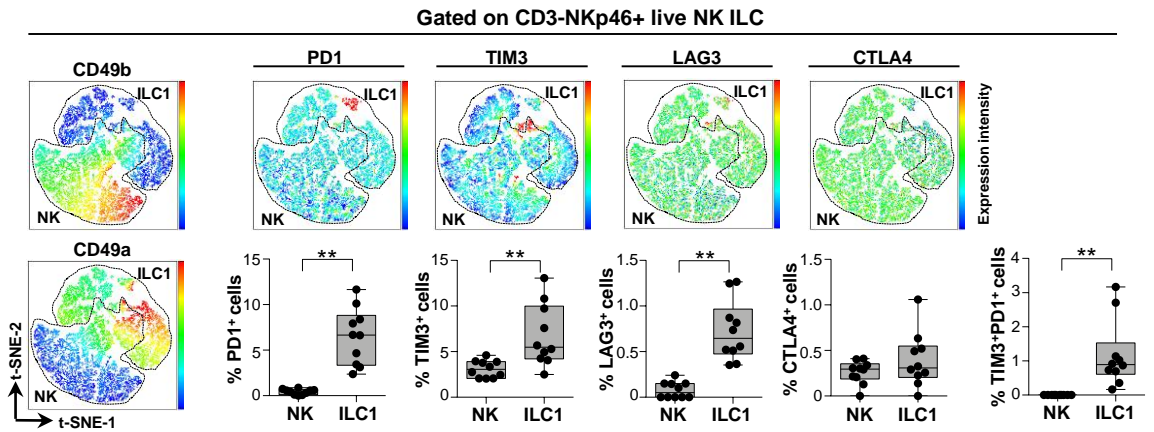 Gated on CD3-NKp46+ live NK ILC
CD49b
PD1
TIM3
LAG3
CTLA4
ILC1
NK
ILC1
NK
ILC1
NK
ILC1
NK
ILC1
NK
Expression intensity
CD49a
ILC1
NK
t-SNE-2
t-SNE-1
% PD1⁺ cells
15
10
5
0
**
NK
ILC1
% TIM3⁺ cells
15
10
5
0
**
NK
ILC1
% LAG3⁺ cells
1.5
1.0
0.5
0
**
NK
ILC1
% CTLA4⁺ cells
1.5
1.0
0.5
0
NK
ILC1
% TIM3⁺PD1⁺ cells
4
3
2
1
0
**
NK
ILC1